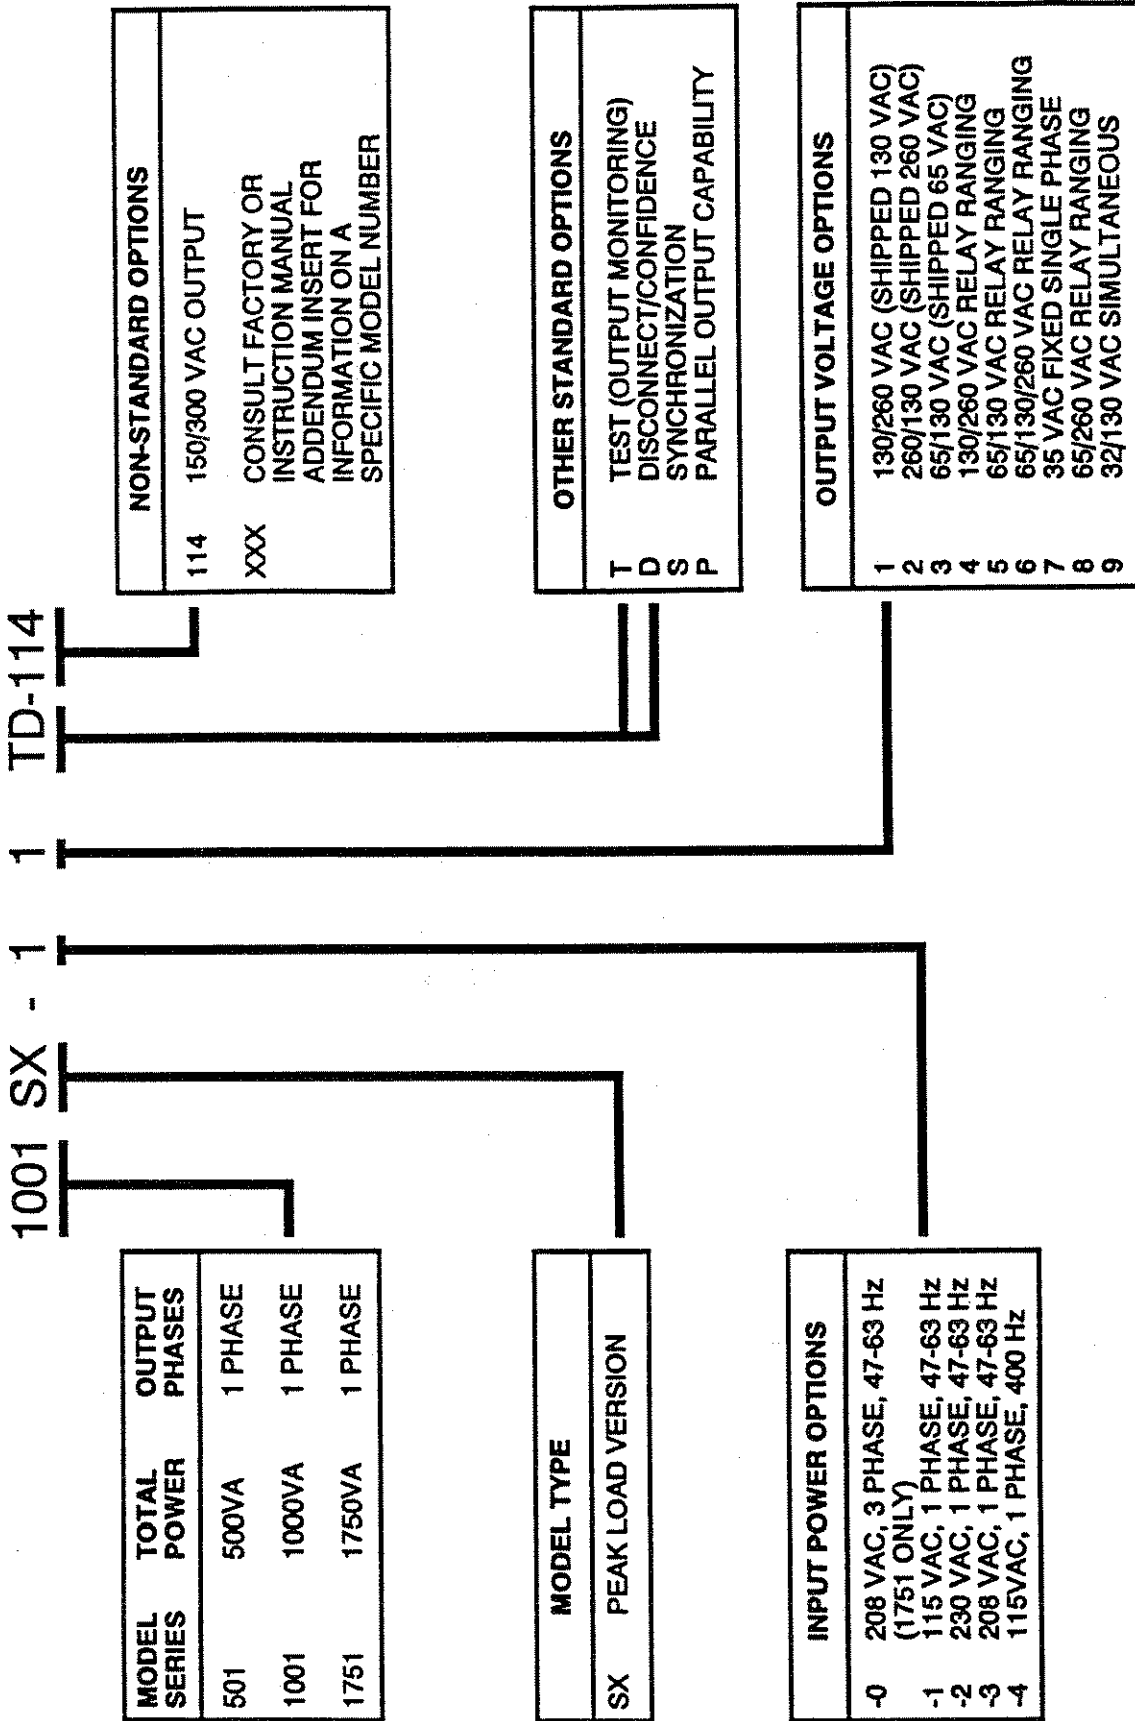 1001 SX - 1 1 TD-114
MODEL SERIES TOTAL POWER OUTPUT PHASES
501 500VA 1 PHASE
1001 1000VA 1 PHASE
1751 1750VA 1 PHASE
MODEL TYPE
SX PEAK LOAD VERSION
INPUT POWER OPTIONS
-0 208 VAC, 3 PHASE, 47-63 Hz
(1751 ONLY)
-1 115 VAC, 1 PHASE, 47-63 Hz
-2 230 VAC, 1 PHASE, 47-63 Hz
-3 208 VAC, 1 PHASE, 47-63 Hz
-4 115VAC, 1 PHASE, 400 Hz
NON-STANDARD OPTIONS
114 150/300 VAC OUTPUT
XXX CONSULT FACTORY OR
INSTRUCTION MANUAL
ADDENDUM INSERT FOR
INFORMATION ON A
SPECIFIC MODEL NUMBER
OTHER STANDARD OPTIONS
T TEST (OUTPUT MONITORING)
D DISCONNECT/CONFIDENCE
S SYNCHRONIZATION
P PARALLEL OUTPUT CAPABILITY
OUTPUT VOLTAGE OPTIONS
1 130/260 VAC (SHIPPED 130 VAC)
2 260/130 VAC (SHIPPED 260 VAC)
3 65/130 VAC (SHIPPED 65 VAC)
4 130/260 VAC RELAY RANGING
5 65/130 VAC RELAY RANGING
6 65/130/260 VAC RELAY RANGING
7 35 VAC FIXED SINGLE PHASE
8 65/260 VAC RELAY RANGING
9 32/130 VAC SIMULTANEOUS